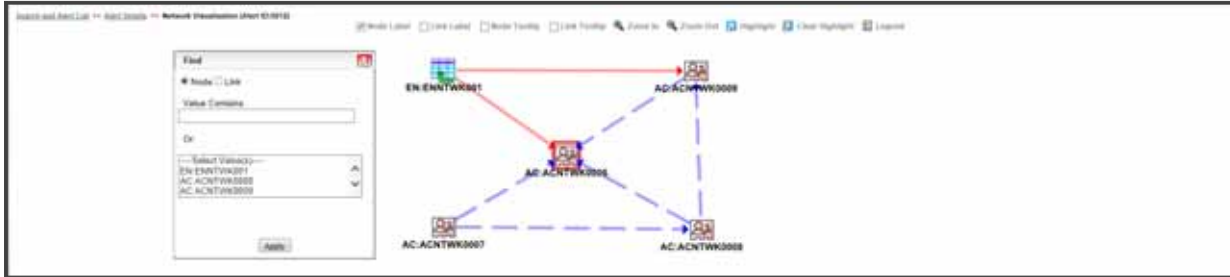 Search and Alert List >> Alert Details >> Network Visualization (Alert ID:5012)
Node Label Link Label Node Tooltip Link Tooltip Zoom In Zoom Out Highlight Clear Highlight Legend
Find
Node Link
Value Contains
Or
----Select Value(s)----
EN:ENNTWK001
AC:ACNTWK0008
AC:ACNTWK0009
Apply
EN:ENNTWK001
AC:ACNTWK0009
AC:ACNTWK0006
AC:ACNTWK0007
AC:ACNTWK0008